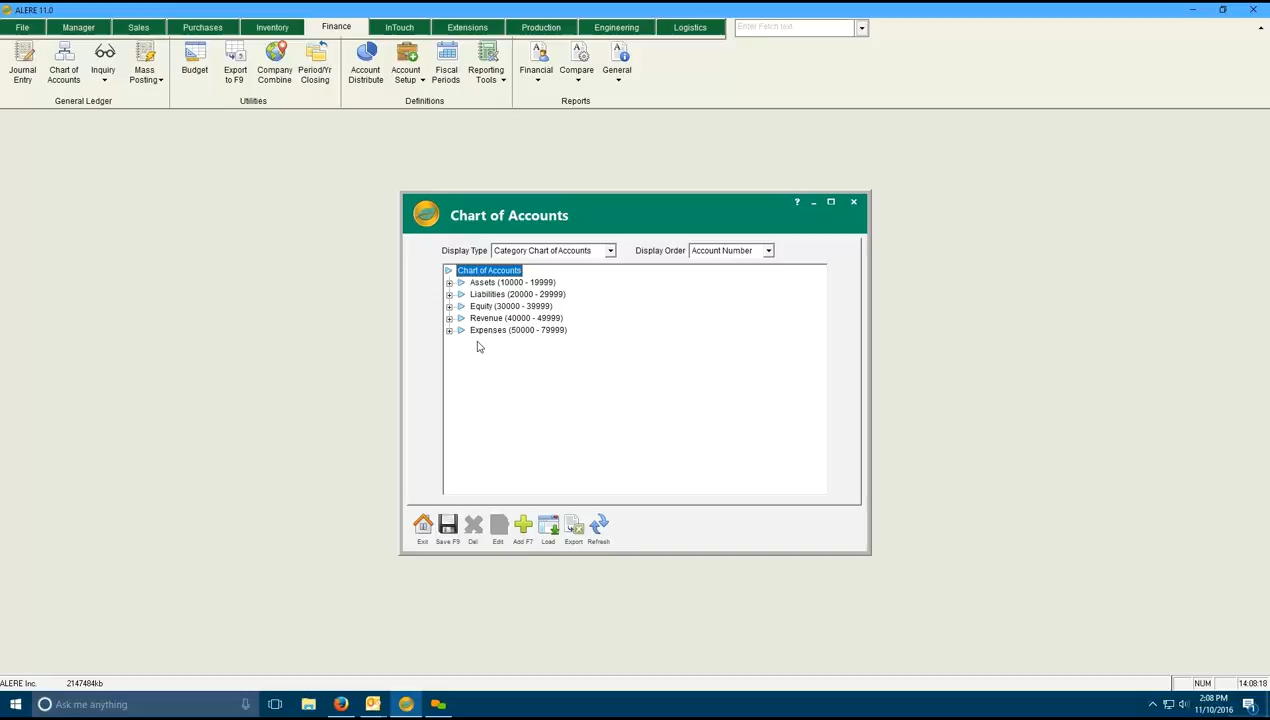 ALERE 11.0
File Manager Sales Purchases Inventory Finance InTouch Extensions Production Engineering Logistics Enter Fetch text
Journal Entry Chart of Accounts Inquiry Mass Posting Budget Export to F9 Company Combine Period/Yr Closing Account Distribute Account Setup Fiscal Periods Reporting Tools Financial Compare General
General Ledger Utilities Definitions Reports
Chart of Accounts ?
Display Type Category Chart of Accounts Display Order Account Number
Chart of Accounts
Assets (10000 - 19999)
Liabilities (20000 - 29999)
Equity (30000 - 39999)
Revenue (40000 - 49999)
Expenses (50000 - 79999)
Exit Save F9 Del Edit Add F7 Load Export Refresh
ALERE Inc. 2147484kb NUM 14:08:18
Ask me anything 2:08 PM
11/10/2016